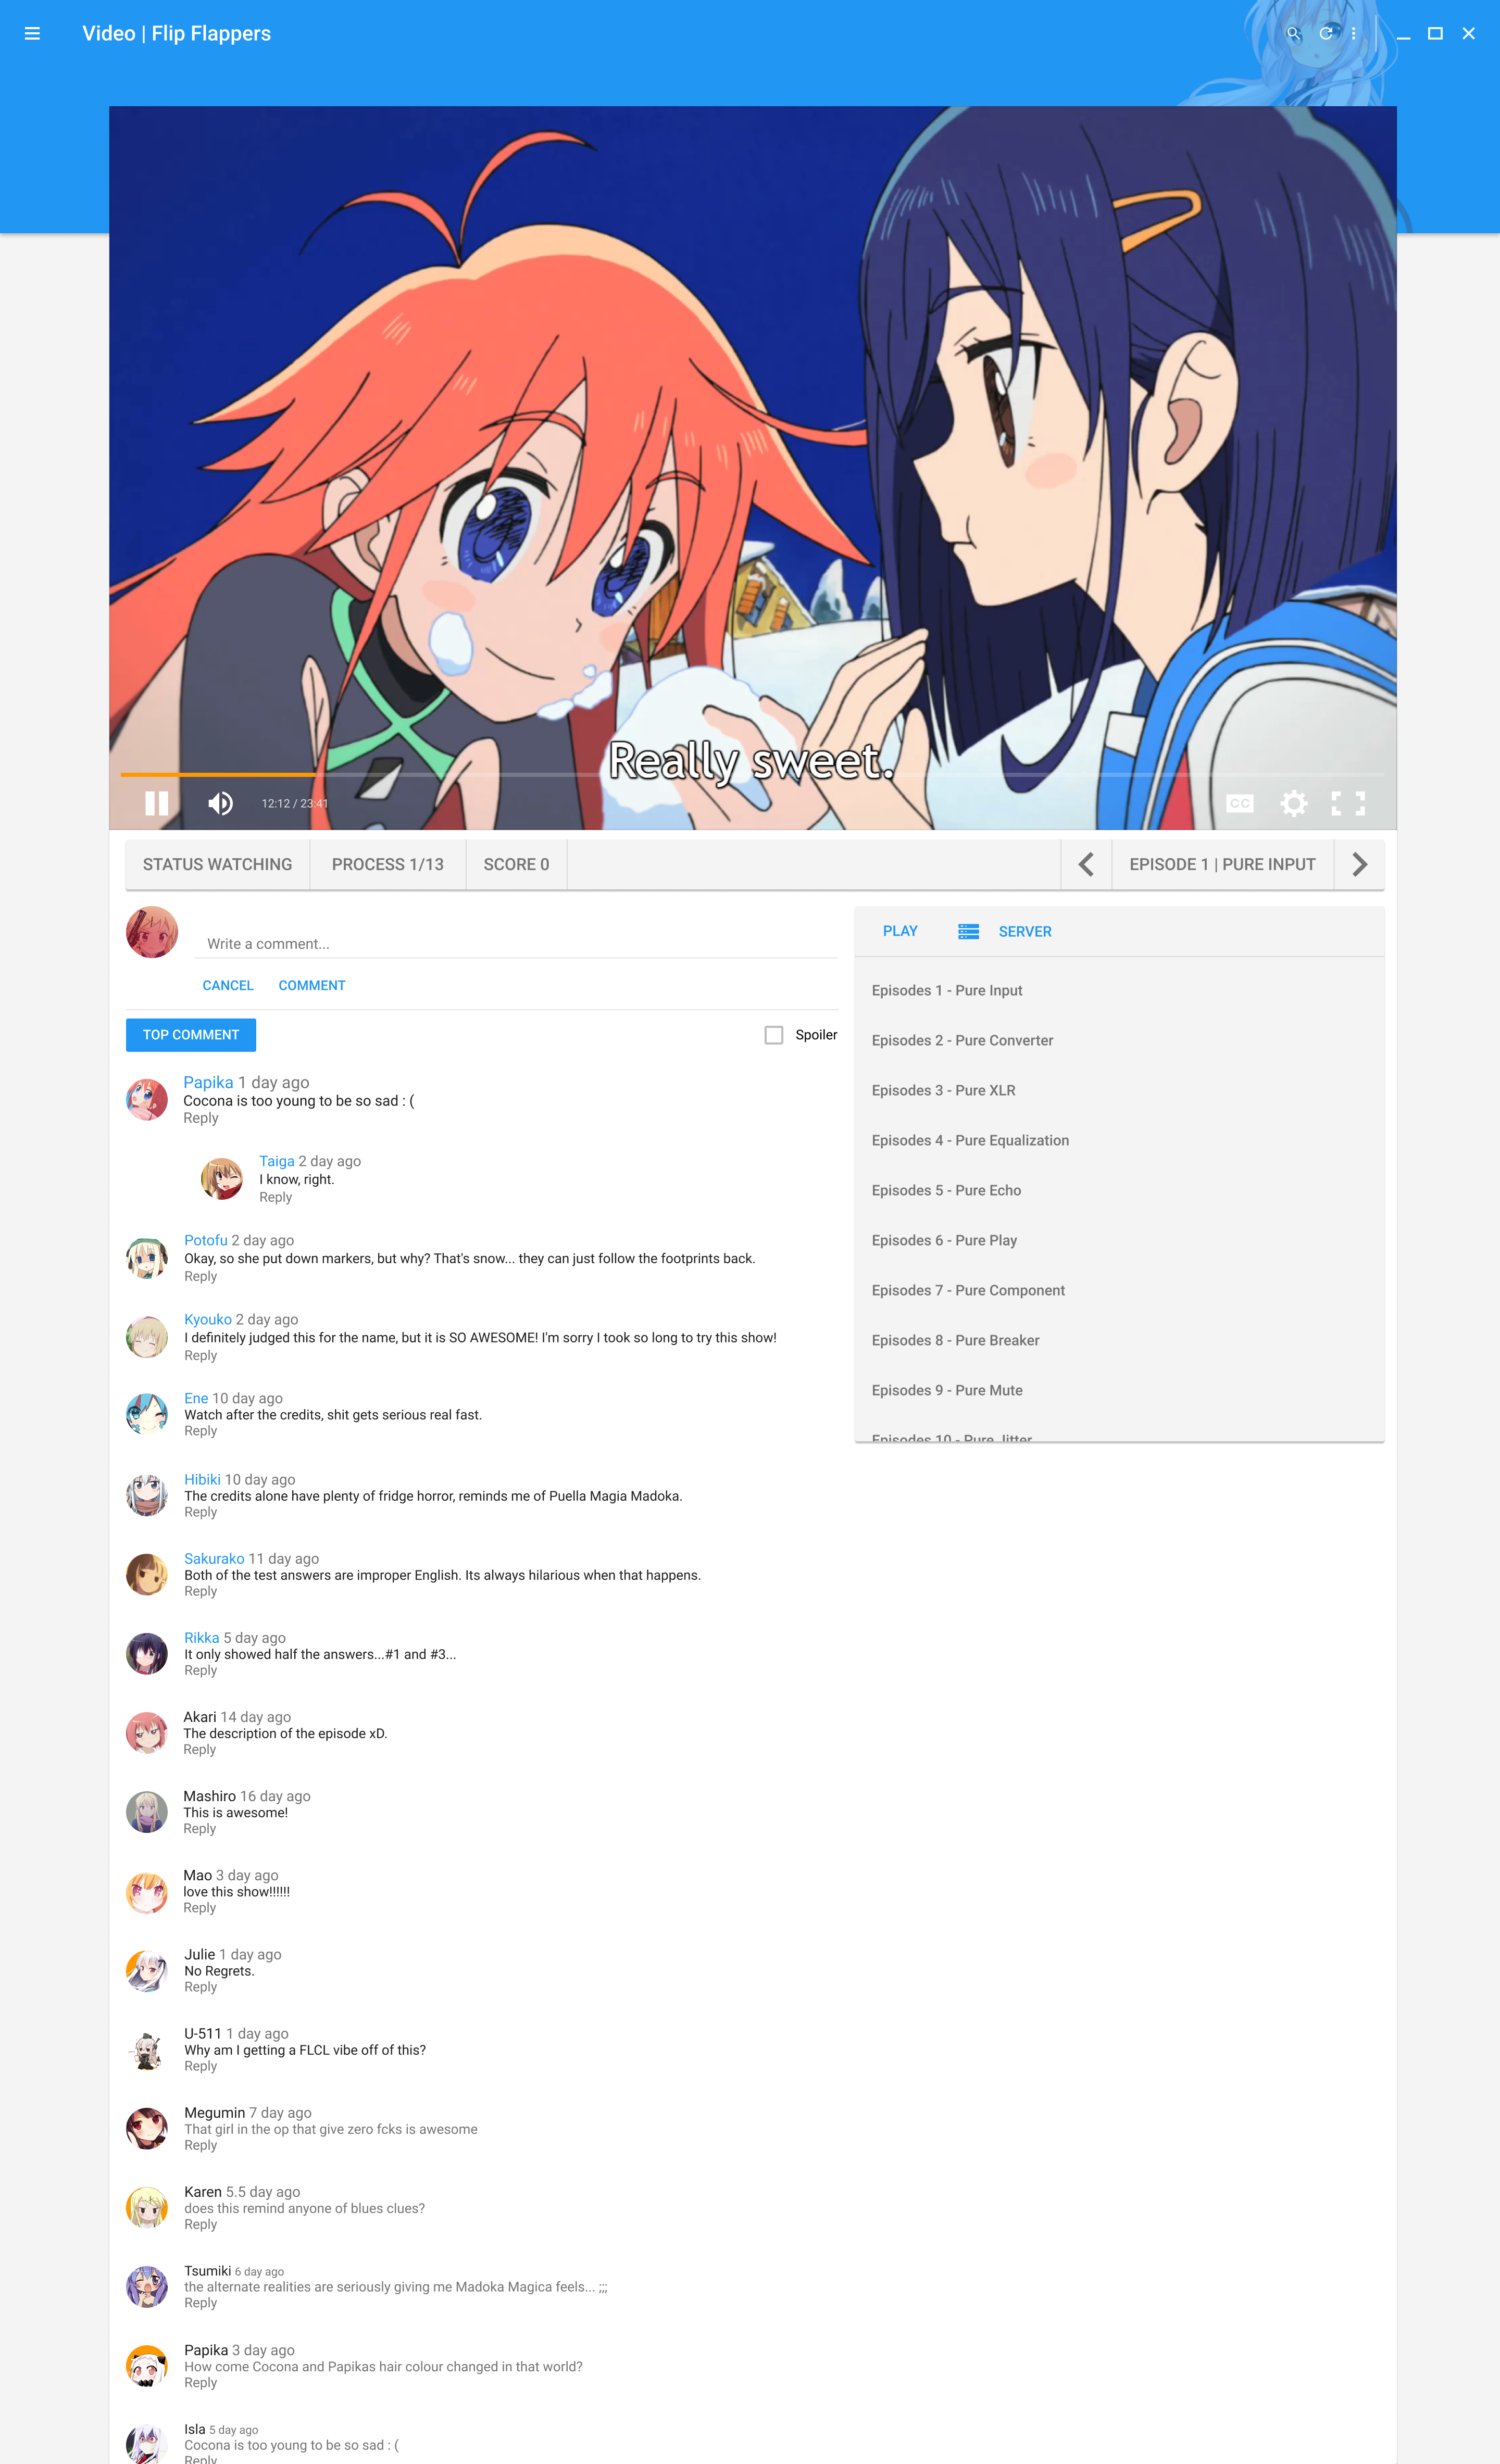 Video | Flip Flappers
Really sweet.
12:12 / 23:41
CC
STATUS WATCHING
PROCESS 1/13
SCORE 0
EPISODE 1 | PURE INPUT
Write a comment...
CANCEL
COMMENT
TOP COMMENT
Spoiler
Papika 1 day ago
Cocona is too young to be so sad : (
Reply
Taiga 2 day ago
I know, right.
Reply
Potofu 2 day ago
Okay, so she put down markers, but why? That's snow... they can just follow the footprints back.
Reply
Kyouko 2 day ago
I definitely judged this for the name, but it is SO AWESOME! I'm sorry I took so long to try this show!
Reply
Ene 10 day ago
Watch after the credits, shit gets serious real fast.
Reply
Hibiki 10 day ago
The credits alone have plenty of fridge horror, reminds me of Puella Magia Madoka.
Reply
Sakurako 11 day ago
Both of the test answers are improper English. Its always hilarious when that happens.
Reply
Rikka 5 day ago
It only showed half the answers...#1 and #3...
Reply
Akari 14 day ago
The description of the episode xD.
Reply
Mashiro 16 day ago
This is awesome!
Reply
Mao 3 day ago
love this show!!!!!!
Reply
Julie 1 day ago
No Regrets.
Reply
U-511 1 day ago
Why am I getting a FLCL vibe off of this?
Reply
Megumin 7 day ago
That girl in the op that give zero fcks is awesome
Reply
Karen 5.5 day ago
does this remind anyone of blues clues?
Reply
Tsumiki 6 day ago
the alternate realities are seriously giving me Madoka Magica feels... ;;;
Reply
Papika 3 day ago
How come Cocona and Papikas hair colour changed in that world?
Reply
Isla 5 day ago
Cocona is too young to be so sad : (
Reply
PLAY
SERVER
Episodes 1 - Pure Input
Episodes 2 - Pure Converter
Episodes 3 - Pure XLR
Episodes 4 - Pure Equalization
Episodes 5 - Pure Echo
Episodes 6 - Pure Play
Episodes 7 - Pure Component
Episodes 8 - Pure Breaker
Episodes 9 - Pure Mute
Episodes 10 - Pure Jitter